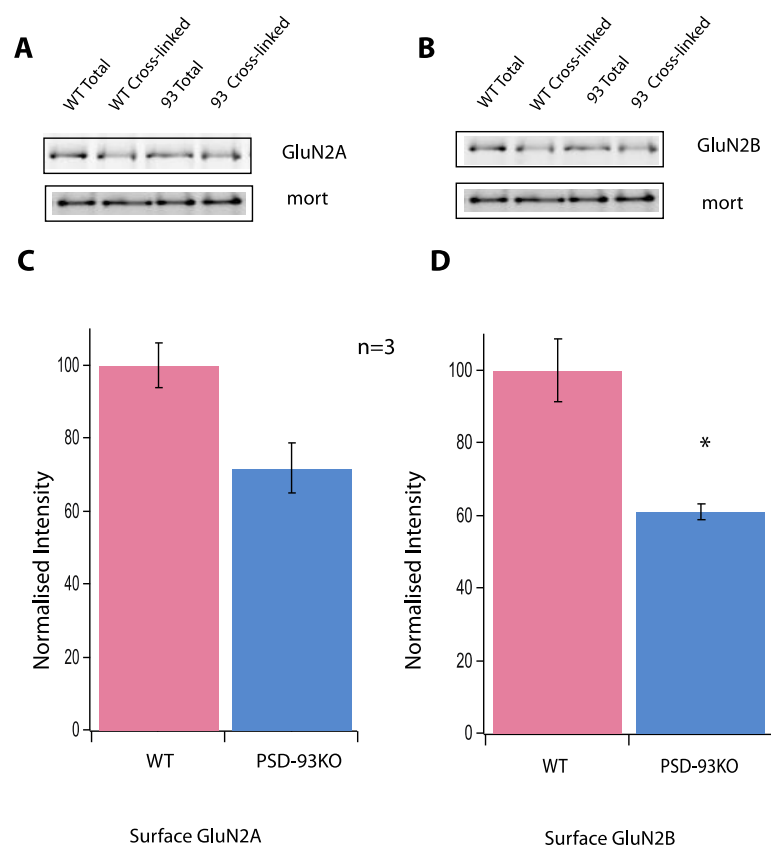 A
WT Total
WT Cross-linked
93 Total
93 Cross-linked
GluN2A
mort
B
WT Total
WT Cross-linked
93 Total
93 Cross-linked
GluN2B
mort
C
n=3
Normalised Intensity
100
80
60
40
20
0
WT
PSD-93KO
Surface GluN2A
D
*
Normalised Intensity
100
80
60
40
20
0
WT
PSD-93KO
Surface GluN2B